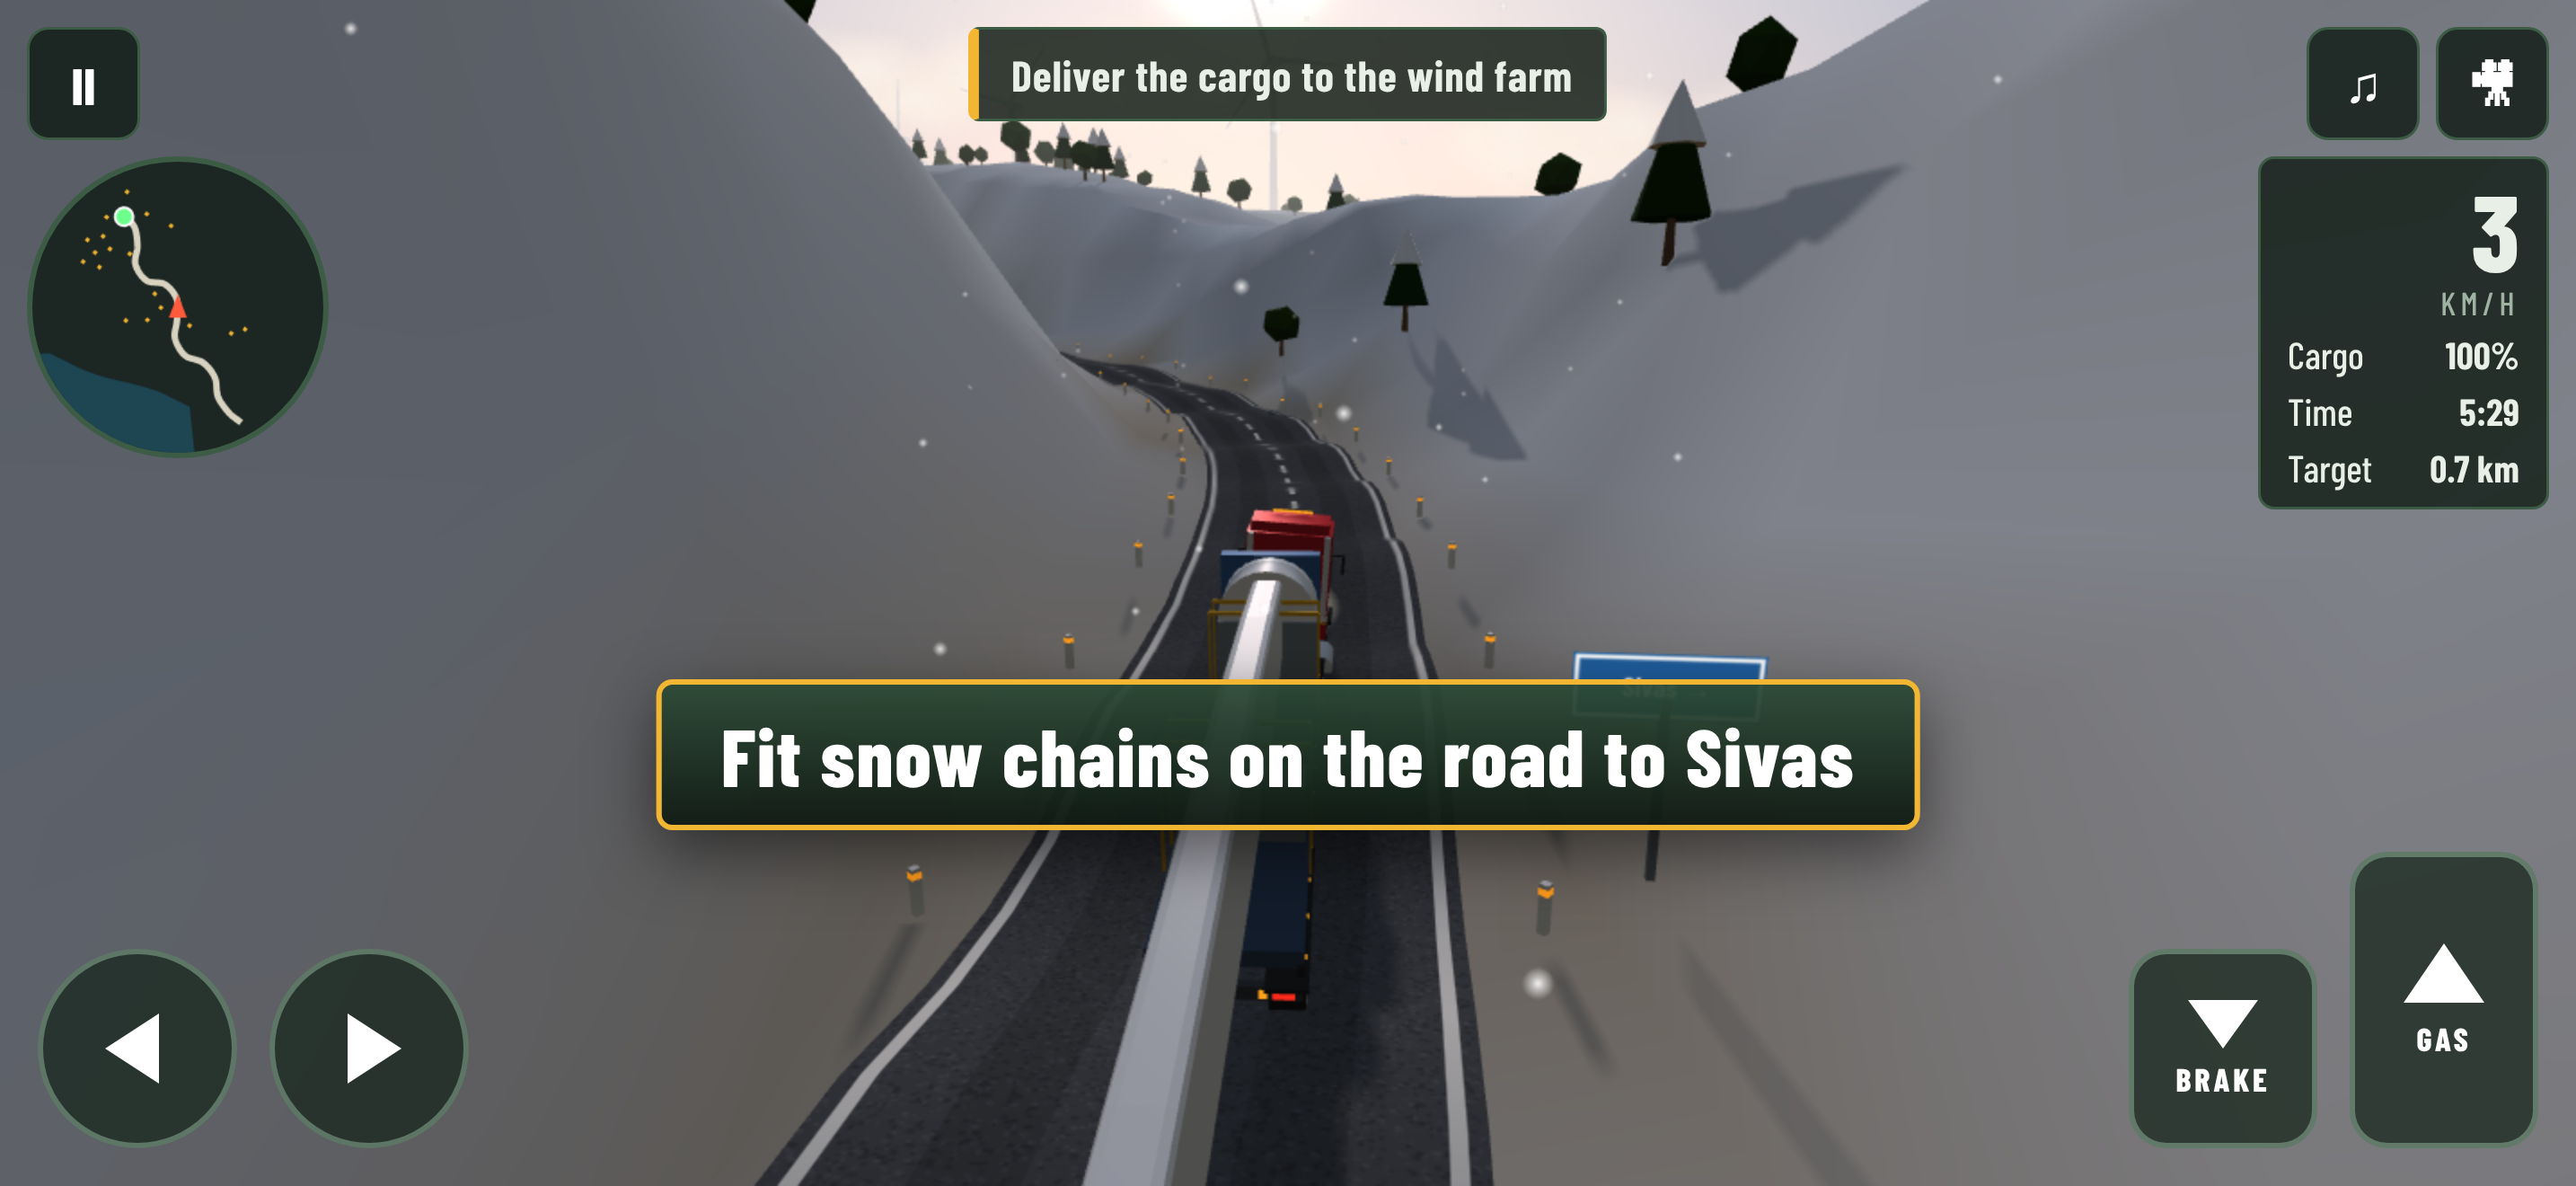 Deliver the cargo to the wind farm
3
KM/H
Cargo 100%
Time 5:29
Target 0.7 km
Sivas
Fit snow chains on the road to Sivas
BRAKE
GAS